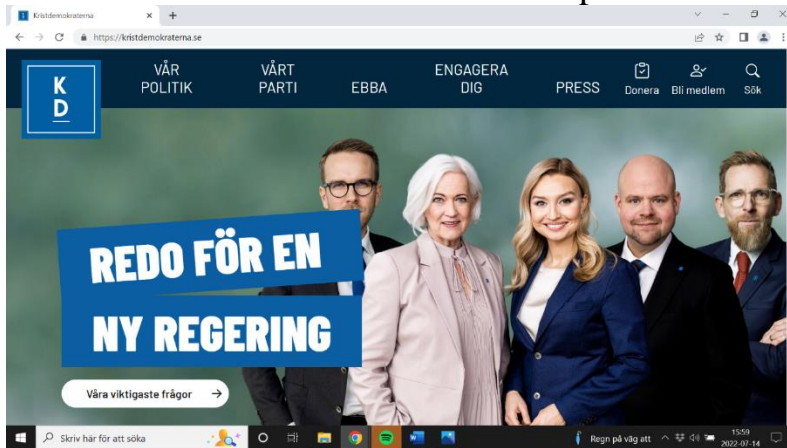 Kristdemokraterna
https://kristdemokraterna.se
K
D
VÅR
POLITIK
VÅRT
PARTI
EBBA
ENGAGERA
DIG
PRESS
Donera
Bli medlem
Sök
REDO FÖR EN
NY REGERING
Våra viktigaste frågor
Skriv här för att söka
Regn på väg att
15:59
2022-07-14